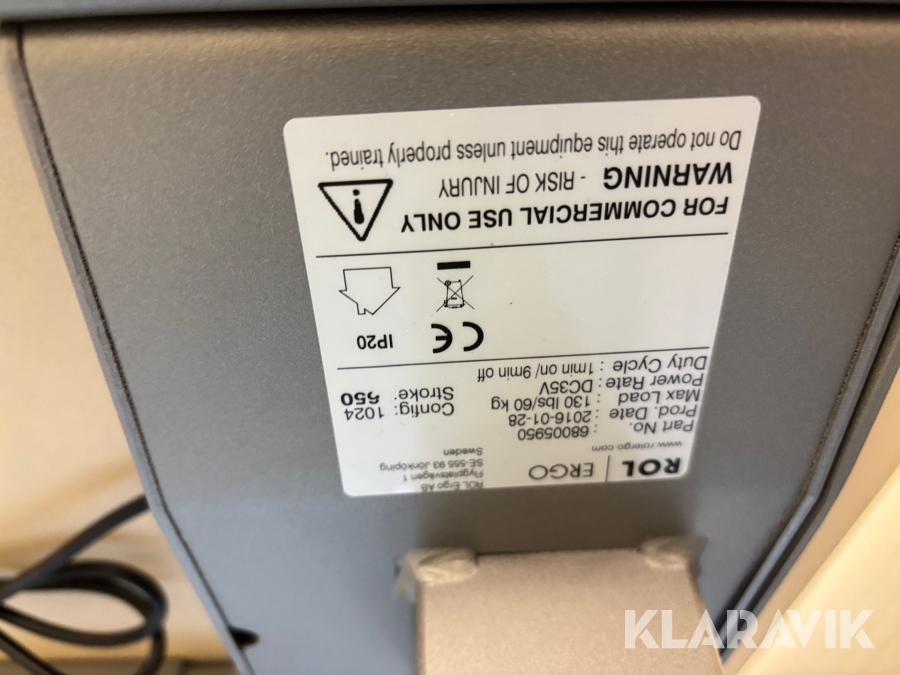 ROL | ERGO
www.rolergo.com
ROL Ergo AB
Flygplatsvägen 1
SE-555 93 Jönköping
Sweden
Part No. : 68005950
Prod. Date : 2016-01-28
Max Load : 130 lbs/60 kg
Power Rate : DC35V
Duty Cycle : 1min on/ 9min off
Config: 1024
Stroke: 650
CE IP20
FOR COMMERCIAL USE ONLY
WARNING - RISK OF INJURY
Do not operate this equipment unless properly trained.
KLARAVIK